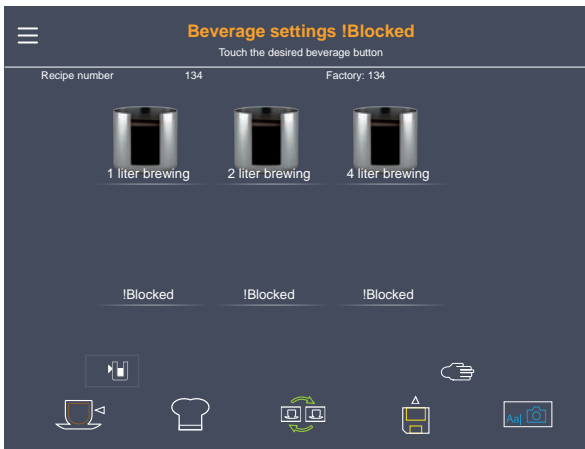 Beverage settings !Blocked
Touch the desired beverage button
Recipe number 134 Factory: 134
1 liter brewing 2 liter brewing 4 liter brewing
!Blocked !Blocked !Blocked
Aa|